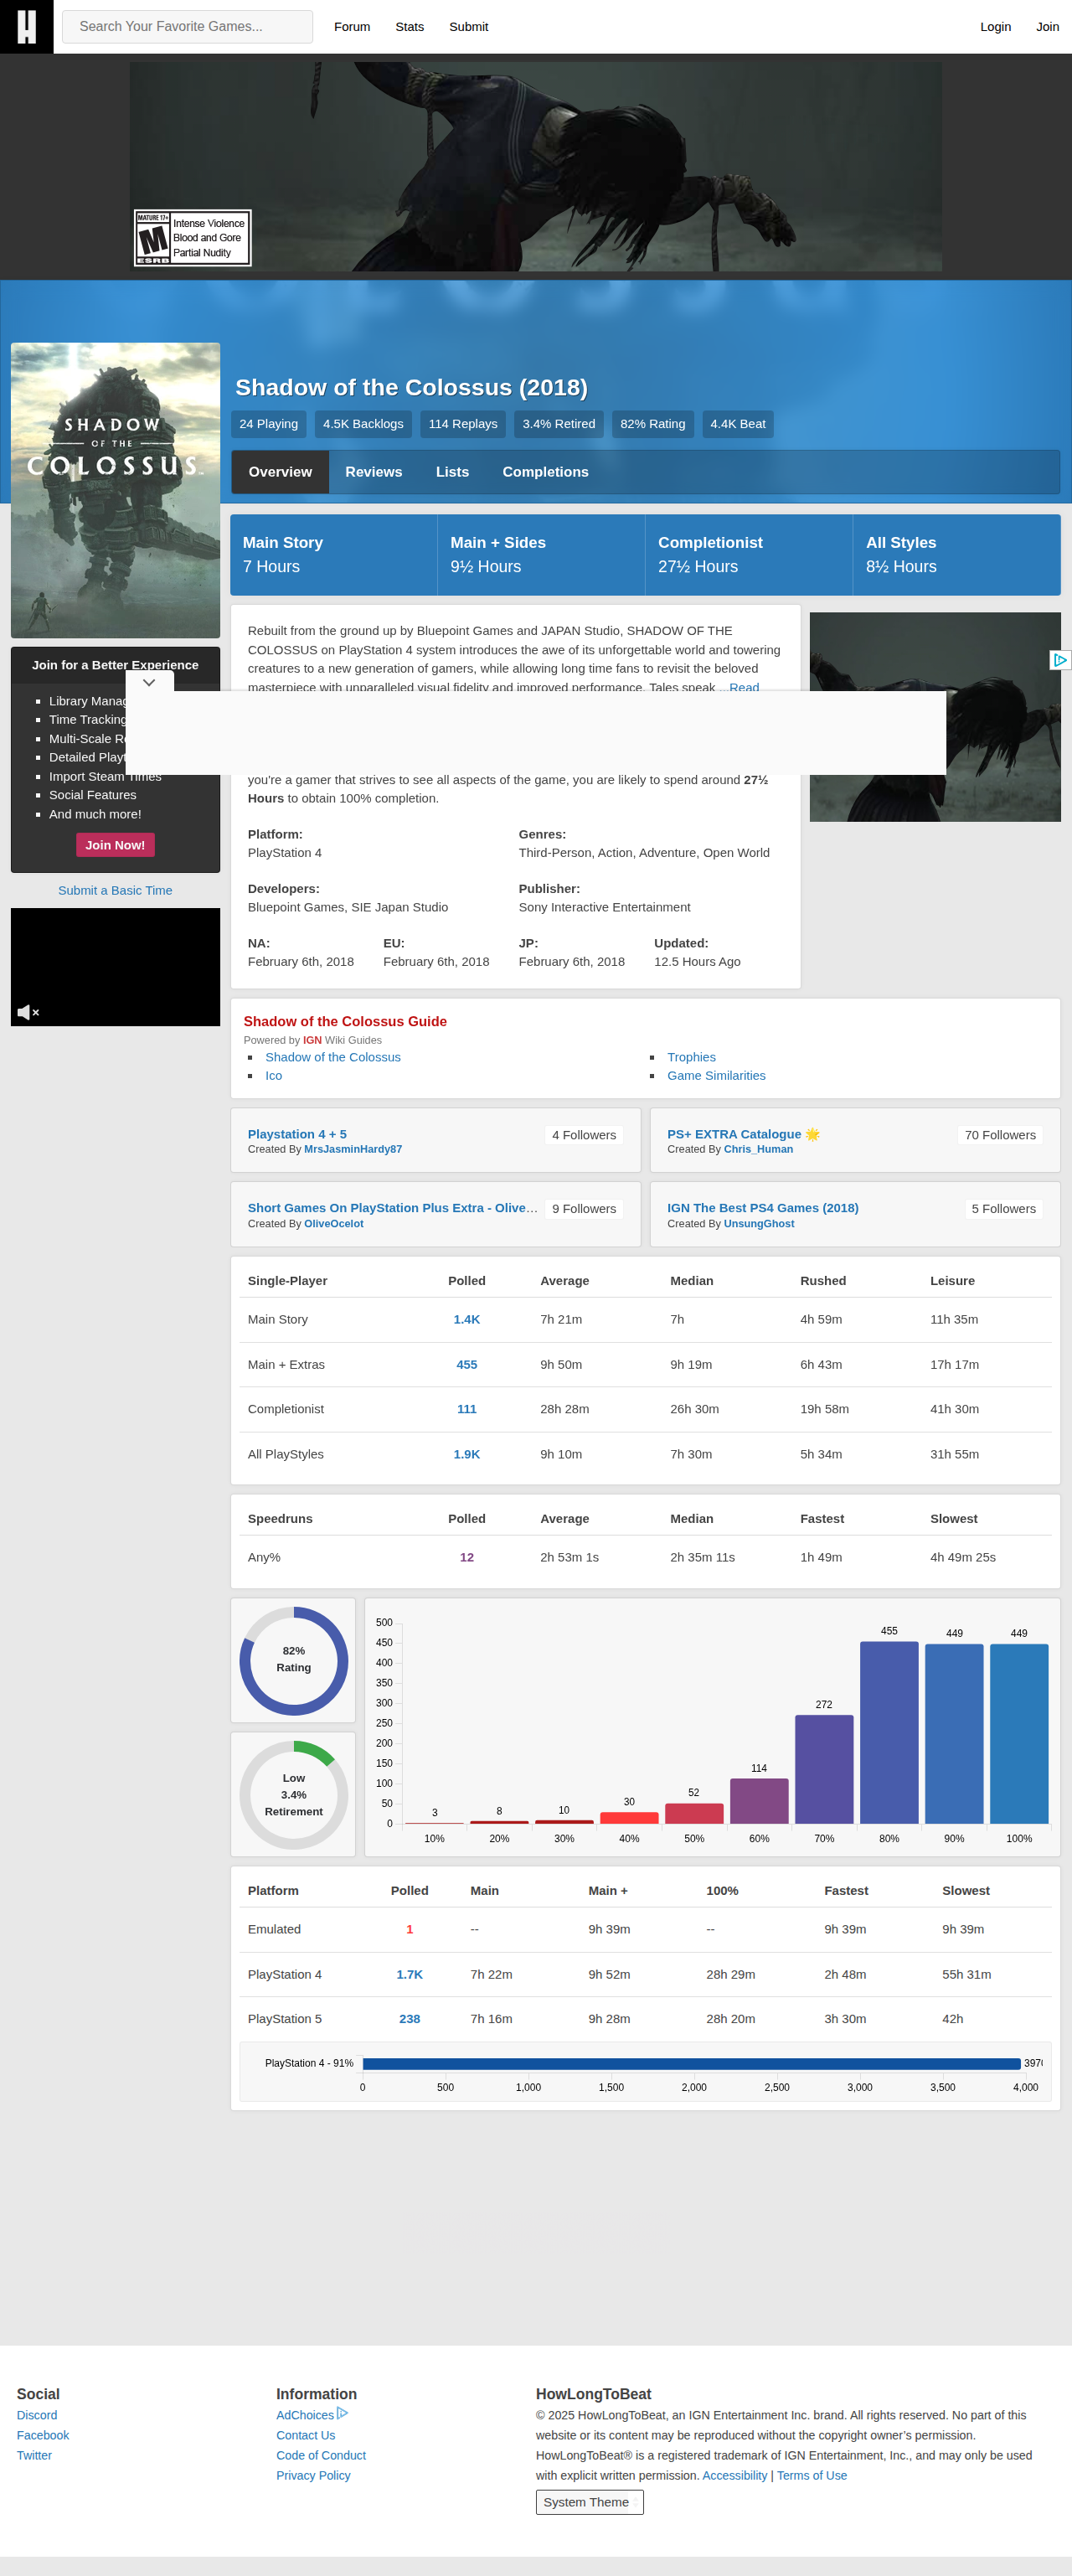 Search Your Favorite Games...
Forum
Stats
Submit
Login
Join
MATURE 17+
M
ESRB
Intense Violence
Blood and Gore
Partial Nudity
SHADOW
OF THE
COLOSSUS
Shadow of the Colossus (2018)
24 Playing
4.5K Backlogs
114 Replays
3.4% Retired
82% Rating
4.4K Beat
Overview
Reviews
Lists
Completions
Main Story
7 Hours
Main + Sides
9½ Hours
Completionist
27½ Hours
All Styles
8½ Hours
Join for a Better Experience
Library Manag
Time Tracking
Multi-Scale Re
Detailed Playt
Import Steam Times
Social Features
And much more!
Join Now!
Submit a Basic Time
Rebuilt from the ground up by Bluepoint Games and JAPAN Studio, SHADOW OF THE
COLOSSUS on PlayStation 4 system introduces the awe of its unforgettable world and towering
creatures to a new generation of gamers, while allowing long time fans to revisit the beloved
masterpiece with unparalleled visual fidelity and improved performance. Tales speak ...Read
you're a gamer that strives to see all aspects of the game, you are likely to spend around 27½
Hours to obtain 100% completion.
Platform:
PlayStation 4
Genres:
Third-Person, Action, Adventure, Open World
Developers:
Bluepoint Games, SIE Japan Studio
Publisher:
Sony Interactive Entertainment
NA:
February 6th, 2018
EU:
February 6th, 2018
JP:
February 6th, 2018
Updated:
12.5 Hours Ago
Shadow of the Colossus Guide
Powered by IGN Wiki Guides
Shadow of the Colossus
Ico
Trophies
Game Similarities
Playstation 4 + 5
Created By MrsJasminHardy87
4 Followers
PS+ EXTRA Catalogue 🌟
Created By Chris_Human
70 Followers
Short Games On PlayStation Plus Extra - Olive…
Created By OliveOcelot
9 Followers
IGN The Best PS4 Games (2018)
Created By UnsungGhost
5 Followers
Single-Player Polled Average Median Rushed Leisure
Main Story 1.4K 7h 21m 7h 4h 59m 11h 35m
Main + Extras 455 9h 50m 9h 19m 6h 43m 17h 17m
Completionist 111 28h 28m 26h 30m 19h 58m 41h 30m
All PlayStyles 1.9K 9h 10m 7h 30m 5h 34m 31h 55m
Speedruns Polled Average Median Fastest Slowest
Any% 12 2h 53m 1s 2h 35m 11s 1h 49m 4h 49m 25s
82%
Rating
Low
3.4%
Retirement
500
450
400
350
300
250
200
150
100
50
0
3 8 10 30 52 114 272 455 449 449
10% 20% 30% 40% 50% 60% 70% 80% 90% 100%
Platform Polled Main Main + 100% Fastest Slowest
Emulated 1 -- 9h 39m -- 9h 39m 9h 39m
PlayStation 4 1.7K 7h 22m 9h 52m 28h 29m 2h 48m 55h 31m
PlayStation 5 238 7h 16m 9h 28m 28h 20m 3h 30m 42h
PlayStation 4 - 91% 3970
0 500 1,000 1,500 2,000 2,500 3,000 3,500 4,000
Social
Discord
Facebook
Twitter
Information
AdChoices
Contact Us
Code of Conduct
Privacy Policy
HowLongToBeat
© 2025 HowLongToBeat, an IGN Entertainment Inc. brand. All rights reserved. No part of this
website or its content may be reproduced without the copyright owner’s permission.
HowLongToBeat® is a registered trademark of IGN Entertainment, Inc., and may only be used
with explicit written permission. Accessibility | Terms of Use
System Theme